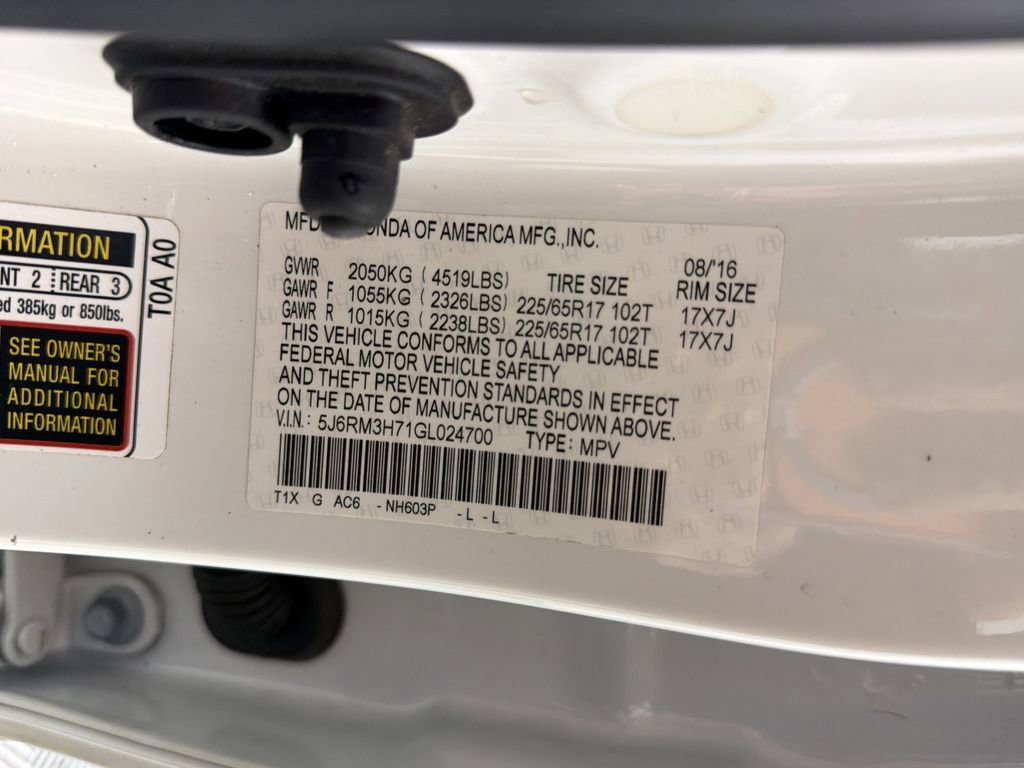 RMATION
NT 2 REAR 3
ed 385kg or 850lbs.
SEE OWNER'S
MANUAL FOR
ADDITIONAL
INFORMATION
T0A A0
MFD ONDA OF AMERICA MFG.,INC.
08/'16
GVWR 2050KG ( 4519LBS) TIRE SIZE RIM SIZE
GAWR F 1055KG ( 2326LBS) 225/65R17 102T 17X7J
GAWR R 1015KG ( 2238LBS) 225/65R17 102T 17X7J
THIS VEHICLE CONFORMS TO ALL APPLICABLE
FEDERAL MOTOR VEHICLE SAFETY
AND THEFT PREVENTION STANDARDS IN EFFECT
ON THE DATE OF MANUFACTURE SHOWN ABOVE.
V.I.N.: 5J6RM3H71GL024700 TYPE: MPV
T1X G AC6 -NH603P -L -L